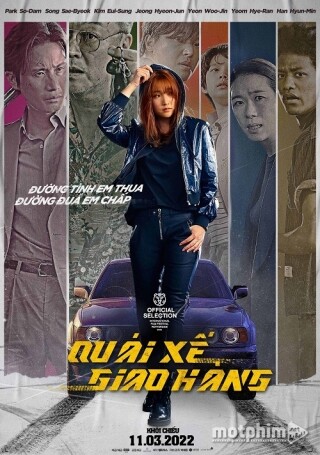 Park So-Dam Song Sae-Byeok Kim Eui-Sung Jeong Hyeon-Jun Yeon Woo-Jin Yeom Hye-Ran Han Hyun-Min
ĐƯỜNG TÌNH EM THUA
ĐƯỜNG ĐUA EM CHẤP
OFFICIAL
SELECTION
QUÁI XẾ
GIAO HÀNG
KHỞI CHIẾU
11.03.2022
motphim